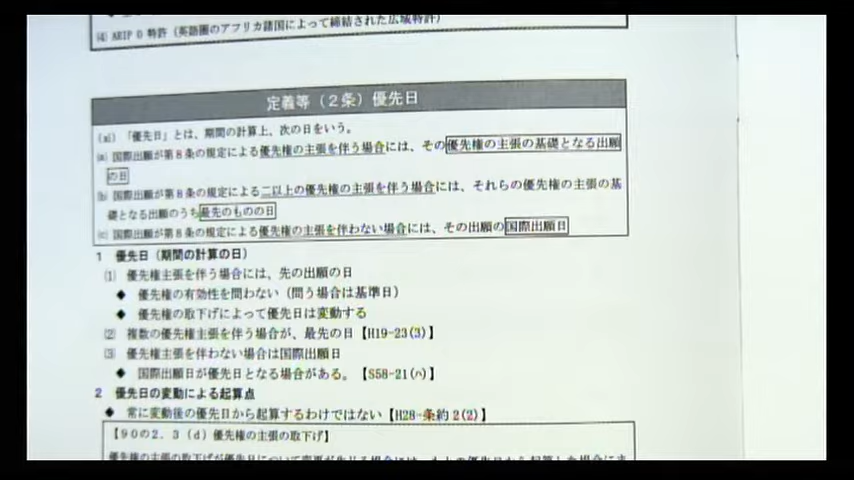 (4) ARIPO特許（英語圏のアフリカ諸国によって締結された広域特許）
定義等（２条）優先日
(xi) 「優先日」とは、期間の計算上、次の日をいう。
(a) 国際出願が第８条の規定による優先権の主張を伴う場合には、その優先権の主張の基礎となる出願
の日
(b) 国際出願が第８条の規定による二以上の優先権の主張を伴う場合には、それらの優先権の主張の基
礎となる出願のうち最先のものの日
(c) 国際出願が第８条の規定による優先権の主張を伴わない場合には、その出願の国際出願日
1 優先日（期間の計算の日）
(1) 優先権主張を伴う場合には、先の出願の日
◆ 優先権の有効性を問わない（問う場合は基準日）
◆ 優先権の取下げによって優先日は変動する
(2) 複数の優先権主張を伴う場合が、最先の日【H19-23(3)】
(3) 優先権主張を伴わない場合は国際出願日
◆ 国際出願日が優先日となる場合がある。【S58-21(ハ)】
2 優先日の変動による起算点
◆ 常に変動後の優先日から起算するわけではない【H28-条約2(2)】
【９０の２．３（ｄ）優先権の主張の取下げ】